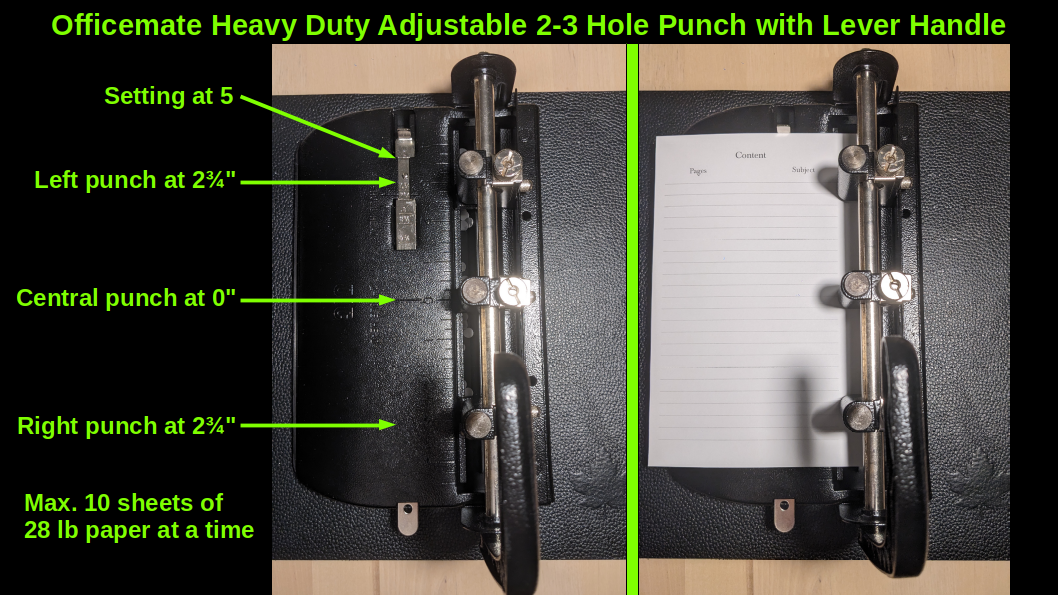 Officemate Heavy Duty Adjustable 2-3 Hole Punch with Lever Handle
Setting at 5
Left punch at 2¾"
Central punch at 0"
Right punch at 2¾"
Max. 10 sheets of
28 lb paper at a time
Content
Pages Subject